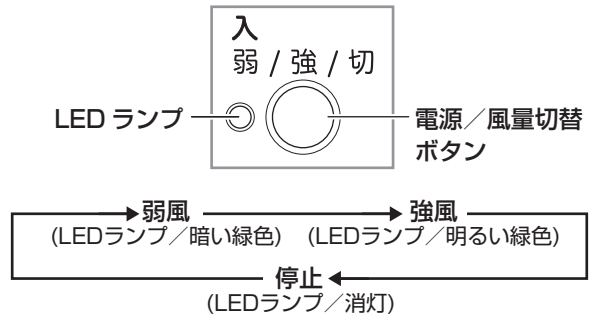 入
弱 / 強 / 切
LED ランプ
電源／風量切替
ボタン
弱風
強風
(LEDランプ／暗い緑色)
(LEDランプ／明るい緑色)
停止
(LEDランプ／消灯)